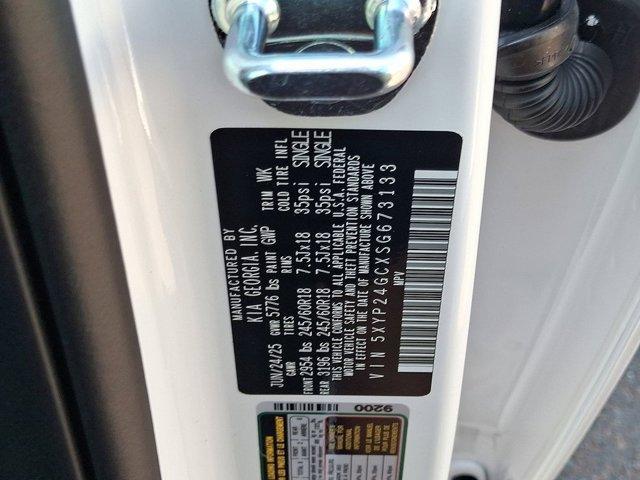 MANUFACTURED BY
KIA GEORGIA, INC.
JUN/24/25 GVWR 5776 lbs PAINT GWP TRIM WK
GAWR TIRES RIMS COLD TIRE INFL
FRONT 2954 lbs 245/60R18 7.5Jx18 35psi SINGLE
REAR 3196 lbs 245/60R18 7.5Jx18 35psi SINGLE
THIS VEHICLE CONFORMS TO ALL APPLICABLE U.S.A. FEDERAL
MOTOR VEHICLE SAFETY AND THEFT PREVENTION STANDARDS
IN EFFECT ON THE DATE OF MANUFACTURE SHOWN ABOVE
VIN 5XYP24GCXSG673133
MPV
9200
LOADING INFORMATION